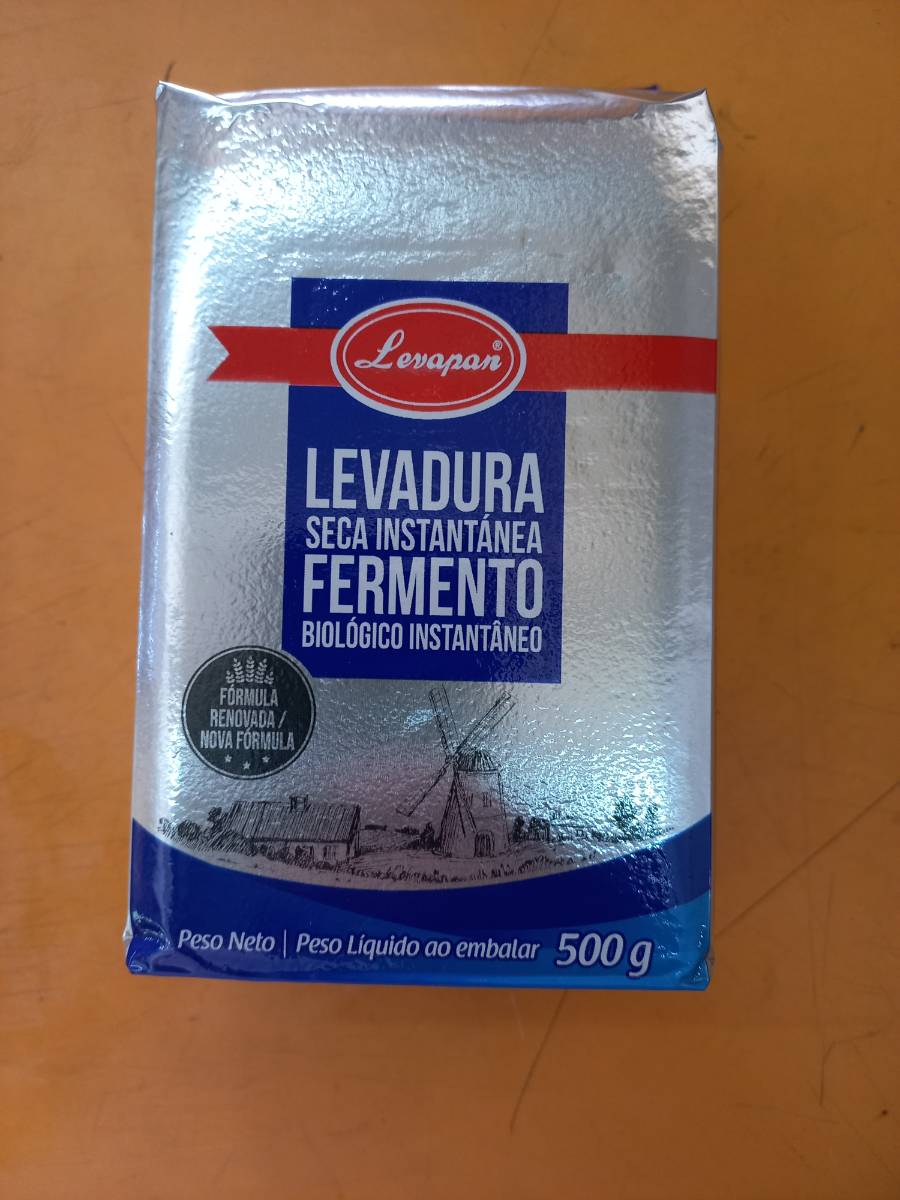 Levapan®
LEVADURA
SECA INSTANTÁNEA
FERMENTO
BIOLÓGICO INSTANTÂNEO
FÓRMULA
RENOVADA /
NOVA FÓRMULA
Peso Neto | Peso Líquido ao embalar 500 g